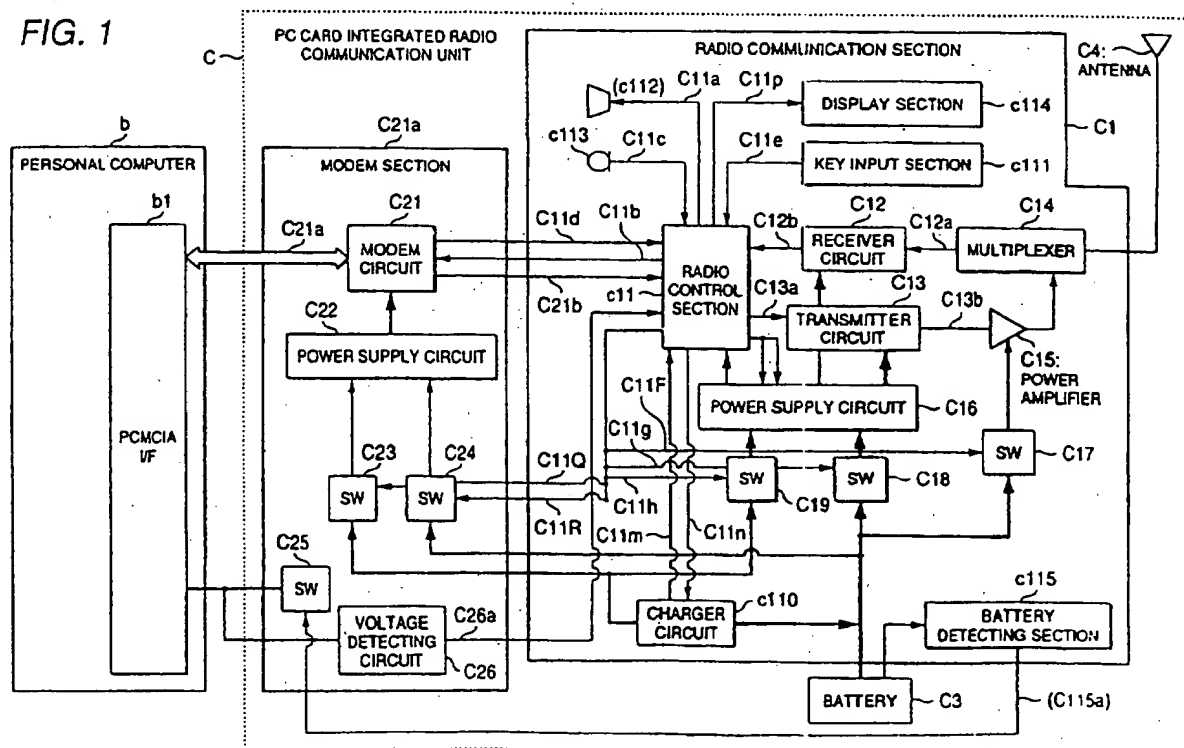 FIG. 1
C
PC CARD INTEGRATED RADIO
COMMUNICATION UNIT
RADIO COMMUNICATION SECTION
C4:
ANTENNA
(c112)
C11a
C11p
DISPLAY SECTION
c114
C1
b
C21a
c113
C11c
C11e
KEY INPUT SECTION
c111
PERSONAL COMPUTER
MODEM SECTION
b1
C21a
C21
MODEM
CIRCUIT
C11d
C11b
C21b
c11
RADIO
CONTROL
SECTION
C12b
C12
RECEIVER
CIRCUIT
C12a
C14
MULTIPLEXER
C13a
C13
TRANSMITTER
CIRCUIT
C13b
C15:
POWER
AMPLIFIER
C22
POWER SUPPLY CIRCUIT
C11F
POWER SUPPLY CIRCUIT
C16
PCMCIA
I/F
C23
SW
C24
SW
C11Q
C11R
C11g
C11h
SW
C19
SW
C18
SW
C17
C11m
C11n
C25
SW
VOLTAGE
DETECTING
CIRCUIT
C26a
C26
CHARGER
CIRCUIT
c110
c115
BATTERY
DETECTING SECTION
BATTERY
C3
(C115a)